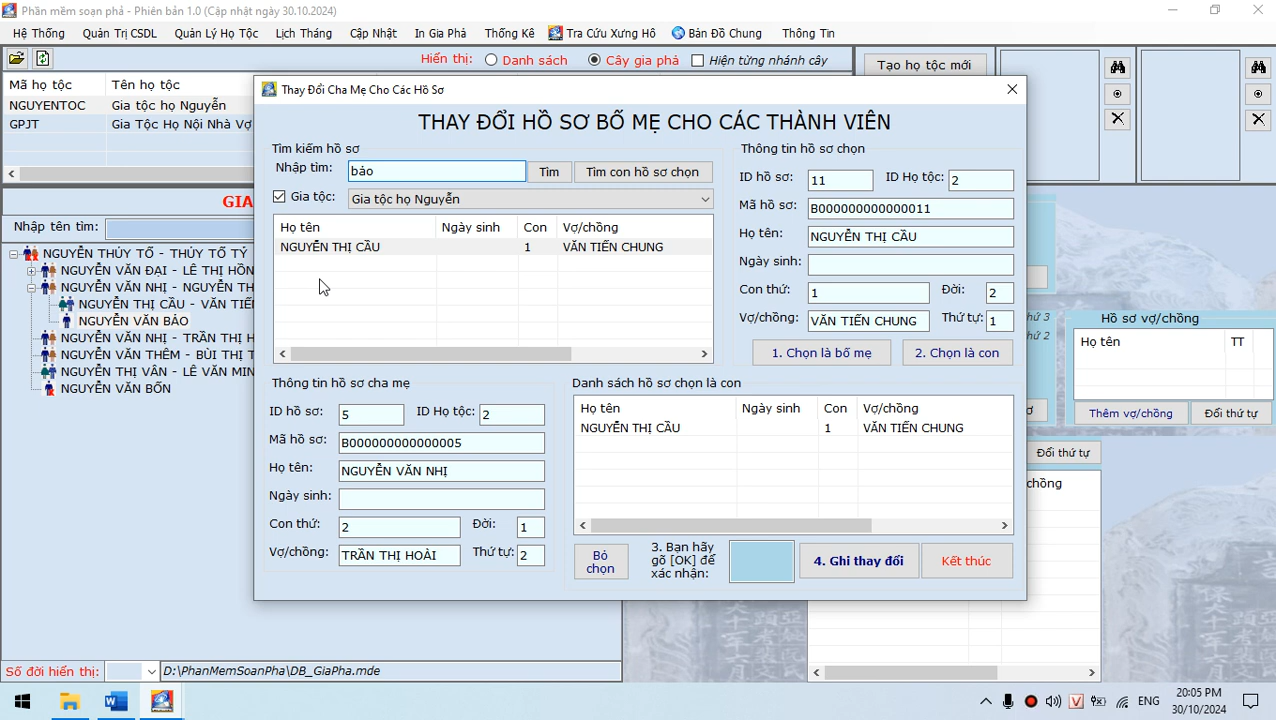 Phần mềm soạn phả - Phiên bản 1.0 (Cập nhật ngày 30.10.2024)
Hệ Thống Quản Trị CSDL Quản Lý Họ Tộc Lịch Tháng Cập Nhật In Gia Phả Thống Kê Tra Cứu Xưng Hô Bản Đồ Chung Thông Tin
Hiển thị: Danh sách Cây gia phả Hiện từng nhánh cây Tạo họ tộc mới
Mã họ tộc Tên họ tộc
NGUYENTOC Gia tộc họ Nguyễn
GPJT Gia Tộc Họ Nội Nhà Vợ
GIA
Nhập tên tìm:
NGUYỄN THỦY TỔ - THỦY TỔ TỶ
NGUYỄN VĂN ĐẠI - LÊ THỊ HỒN
NGUYỄN VĂN NHỊ - NGUYỄN TH
NGUYỄN THỊ CẦU - VĂN TIẾN
NGUYỄN VĂN BẢO
NGUYỄN VĂN NHỊ - TRẦN THỊ H
NGUYỄN VĂN THÊM - BÙI THỊ T
NGUYỄN THỊ VÂN - LÊ VĂN MIN
NGUYỄN VĂN BỐN
Số đời hiển thị: D:\PhanMemSoanPha\DB_GiaPha.mde
Thay Đổi Cha Mẹ Cho Các Hồ Sơ
THAY ĐỔI HỒ SƠ BỐ MẸ CHO CÁC THÀNH VIÊN
Tìm kiếm hồ sơ
Nhập tìm: bảo Tìm Tìm con hồ sơ chọn
Gia tộc: Gia tộc họ Nguyễn
Họ tên Ngày sinh Con Vợ/chồng
NGUYỄN THỊ CẦU 1 VĂN TIẾN CHUNG
Thông tin hồ sơ chọn
ID hồ sơ: 11 ID Họ tộc: 2
Mã hồ sơ: B000000000000011
Họ tên: NGUYỄN THỊ CẦU
Ngày sinh:
Con thứ: 1 Đời: 2
Vợ/chồng: VĂN TIẾN CHUNG Thứ tự: 1
1. Chọn là bố mẹ 2. Chọn là con
Thông tin hồ sơ cha mẹ
ID hồ sơ: 5 ID Họ tộc: 2
Mã hồ sơ: B000000000000005
Họ tên: NGUYỄN VĂN NHỊ
Ngày sinh:
Con thứ: 2 Đời: 1
Vợ/chồng: TRẦN THỊ HOÀI Thứ tự: 2
Danh sách hồ sơ chọn là con
Họ tên Ngày sinh Con Vợ/chồng
NGUYỄN THỊ CẦU 1 VĂN TIẾN CHUNG
Bỏ chọn
3. Bạn hãy
gõ [OK] để
xác nhận:
4. Ghi thay đổi Kết thúc
hứ 3
hứ 2
Hồ sơ vợ/chồng
Họ tên TT
Thêm vợ/chồng Đổi thứ tự
Đổi thứ tự
chồng
ENG
20:05 PM
30/10/2024